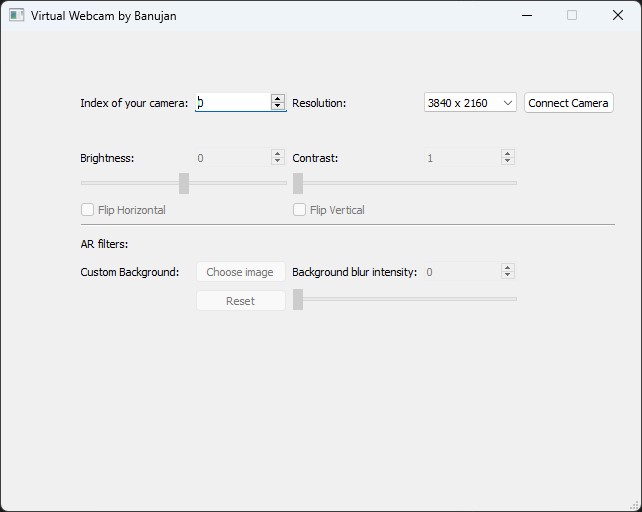 Virtual Webcam by Banujan
Index of your camera: 0 Resolution: 3840 x 2160 Connect Camera
Brightness: 0 Contrast: 1
Flip Horizontal Flip Vertical
AR filters:
Custom Background: Choose image Background blur intensity: 0
Reset